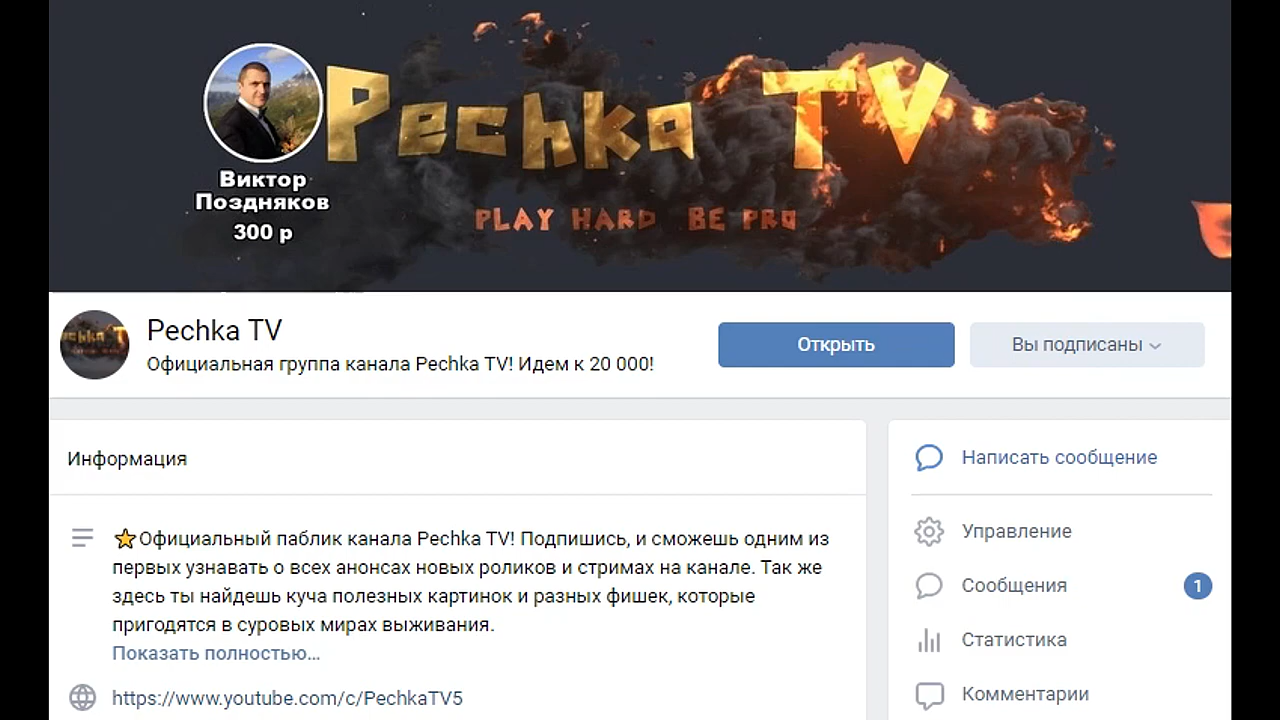 Pechka TV
PLAY HARD BE PRO
Виктор
Поздняков
300 р
Pechka TV
Официальная группа канала Pechka TV! Идем к 20 000!
Открыть
Вы подписаны
Информация
Официальный паблик канала Pechka TV! Подпишись, и сможешь одним из
первых узнавать о всех анонсах новых роликов и стримах на канале. Так же
здесь ты найдешь куча полезных картинок и разных фишек, которые
пригодятся в суровых мирах выживания.
Показать полностью...
https://www.youtube.com/c/PechkaTV5
Написать сообщение
Управление
Сообщения 1
Статистика
Комментарии